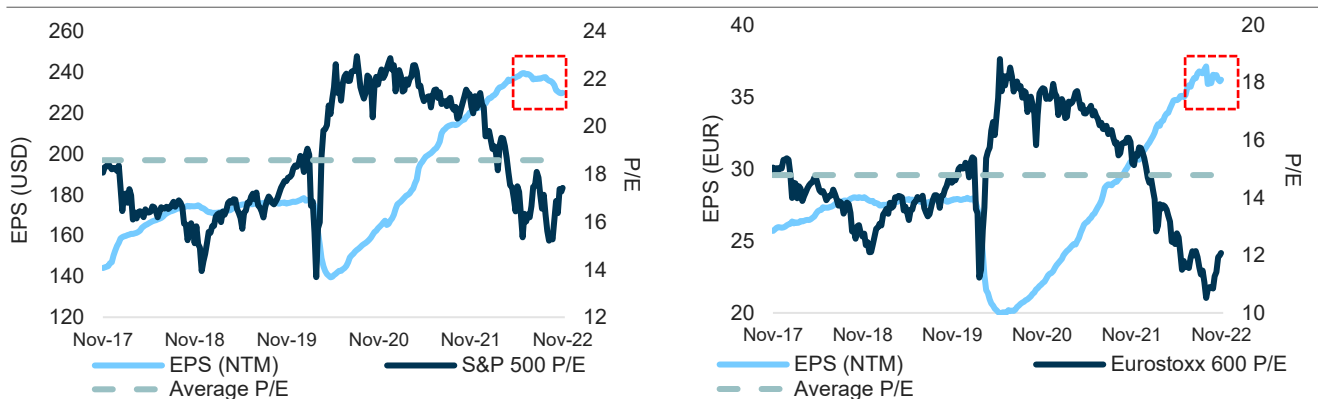 260
240
220
200
180
160
140
120
EPS (USD)
24
22
20
18
16
14
12
P/E
Nov-17 Nov-18 Nov-19 Nov-20 Nov-21 Nov-22
EPS (NTM) S&P 500 P/E
Average P/E
40
35
30
25
20
EPS (EUR)
20
18
16
14
12
10
P/E
Nov-17 Nov-18 Nov-19 Nov-20 Nov-21 Nov-22
EPS (NTM) Eurostoxx 600 P/E
Average P/E